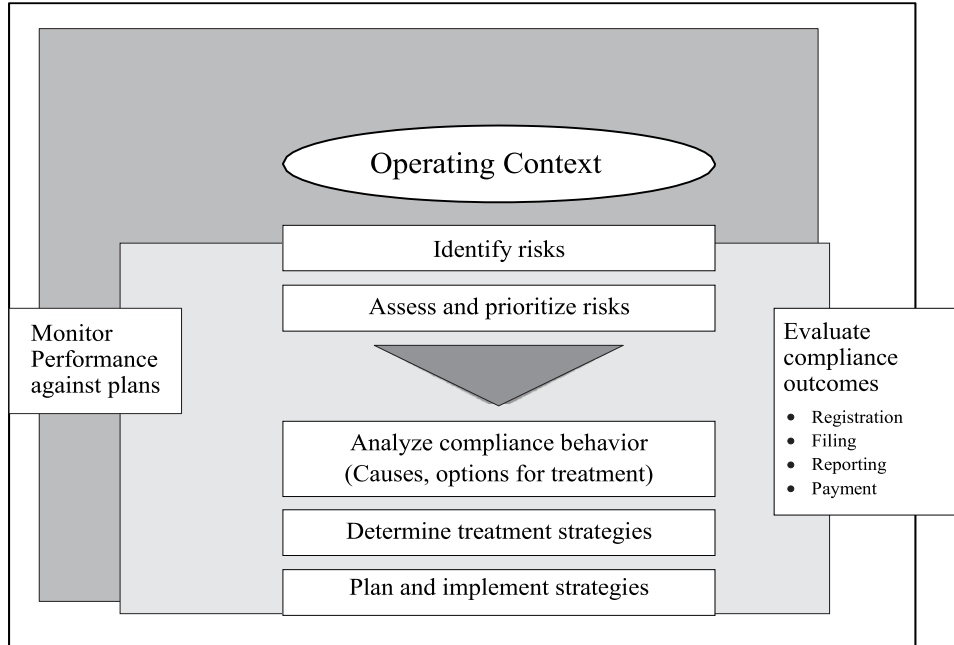 Operating Context
Identify risks
Assess and prioritize risks
Monitor
Performance
against plans
Evaluate
compliance
outcomes
• Registration
• Filing
• Reporting
• Payment
Analyze compliance behavior
(Causes, options for treatment)
Determine treatment strategies
Plan and implement strategies